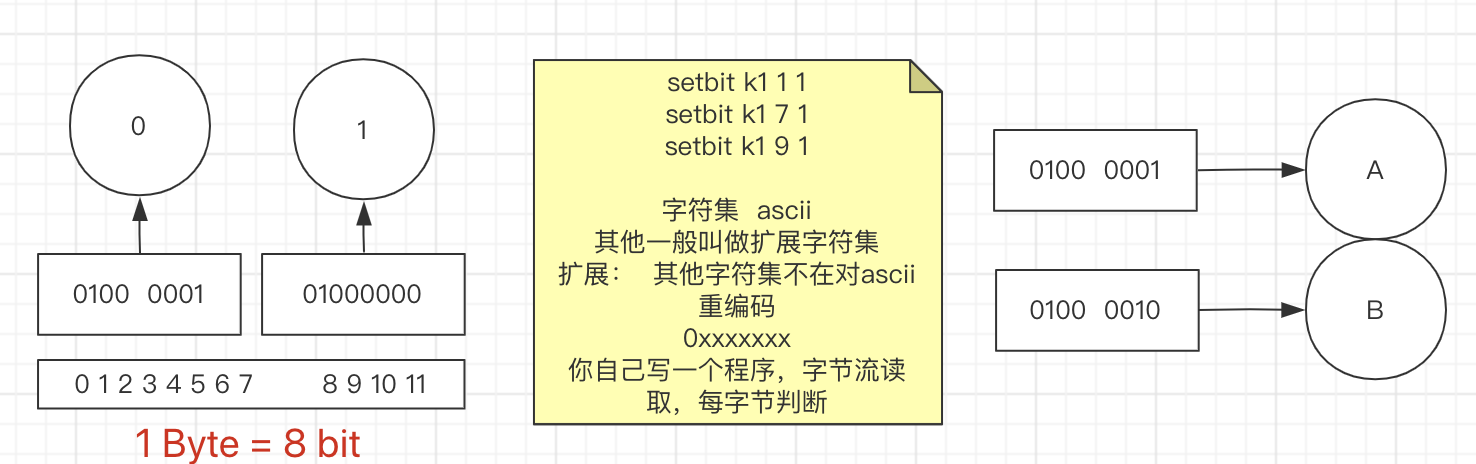 0
1
0100 0001
01000000
0 1 2 3 4 5 6 7 8 9 10 11
1 Byte = 8 bit
setbit k1 1 1
setbit k1 7 1
setbit k1 9 1
字符集 ascii
其他一般叫做扩展字符集
扩展： 其他字符集不在对ascii
重编码
0xxxxxxx
你自己写一个程序，字节流读
取，每字节判断
0100 0001
A
0100 0010
B